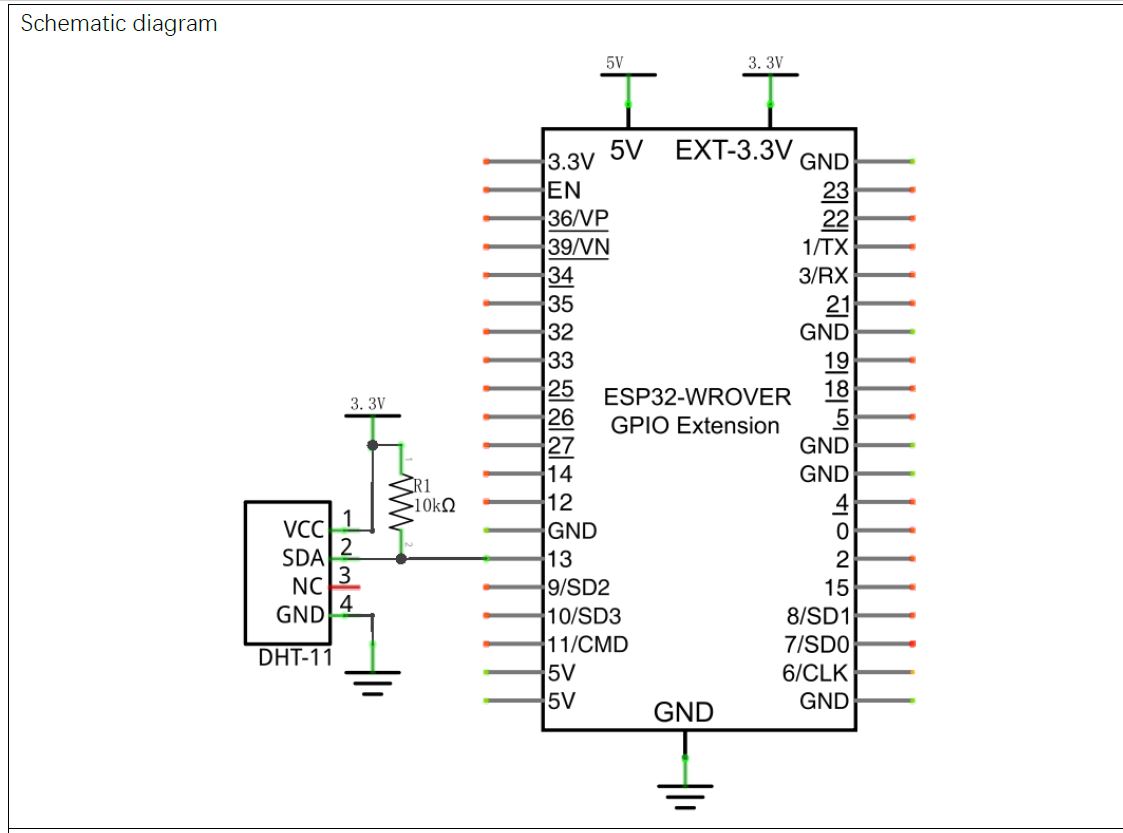 Schematic diagram
5V
3.3V
5V
EXT-3.3V
3.3V
EN
36/VP
39/VN
34
35
32
33
25
26
27
14
12
GND
13
9/SD2
10/SD3
11/CMD
5V
5V
ESP32-WROVER
GPIO Extension
GND
23
22
1/TX
3/RX
21
GND
19
18
5
GND
GND
4
0
2
15
8/SD1
7/SD0
6/CLK
GND
GND
3.3V
1
R1
10kΩ
2
VCC 1
SDA 2
NC 3
GND 4
DHT-11